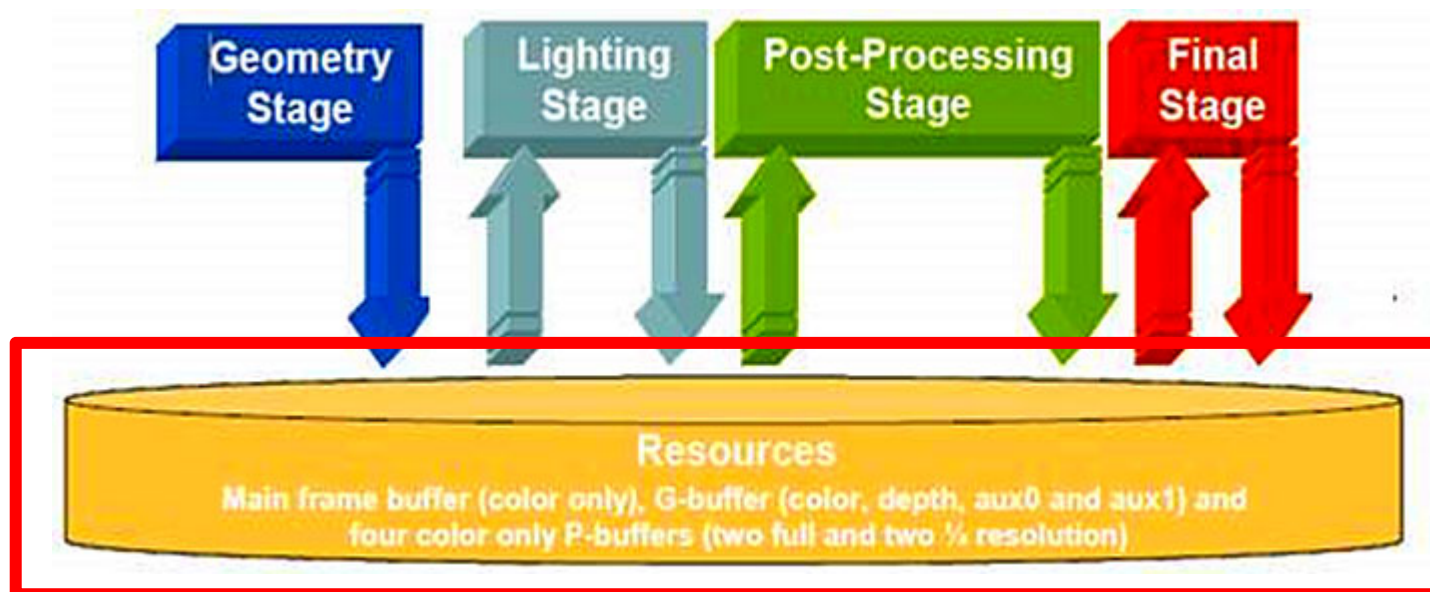 Geometry
Stage
Lighting
Stage
Post-Processing
Stage
Final
Stage
Resources
Main frame buffer (color only), G-buffer (color, depth, aux0 and aux1) and
four color only P-buffers (two full and two resolution)